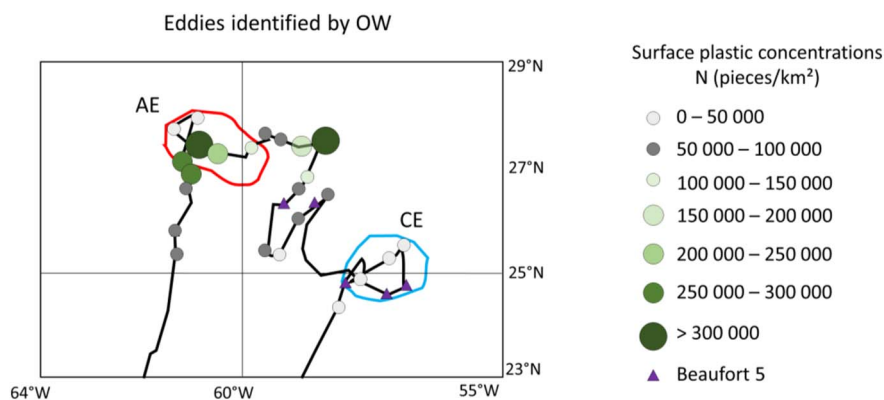 Eddies identified by OW
AE
CE
29°N
27°N
25°N
23°N
64°W
60°W
55°W
Surface plastic concentrations
N (pieces/km²)
0 – 50 000
50 000 – 100 000
100 000 – 150 000
150 000 – 200 000
200 000 – 250 000
250 000 – 300 000
> 300 000
Beaufort 5